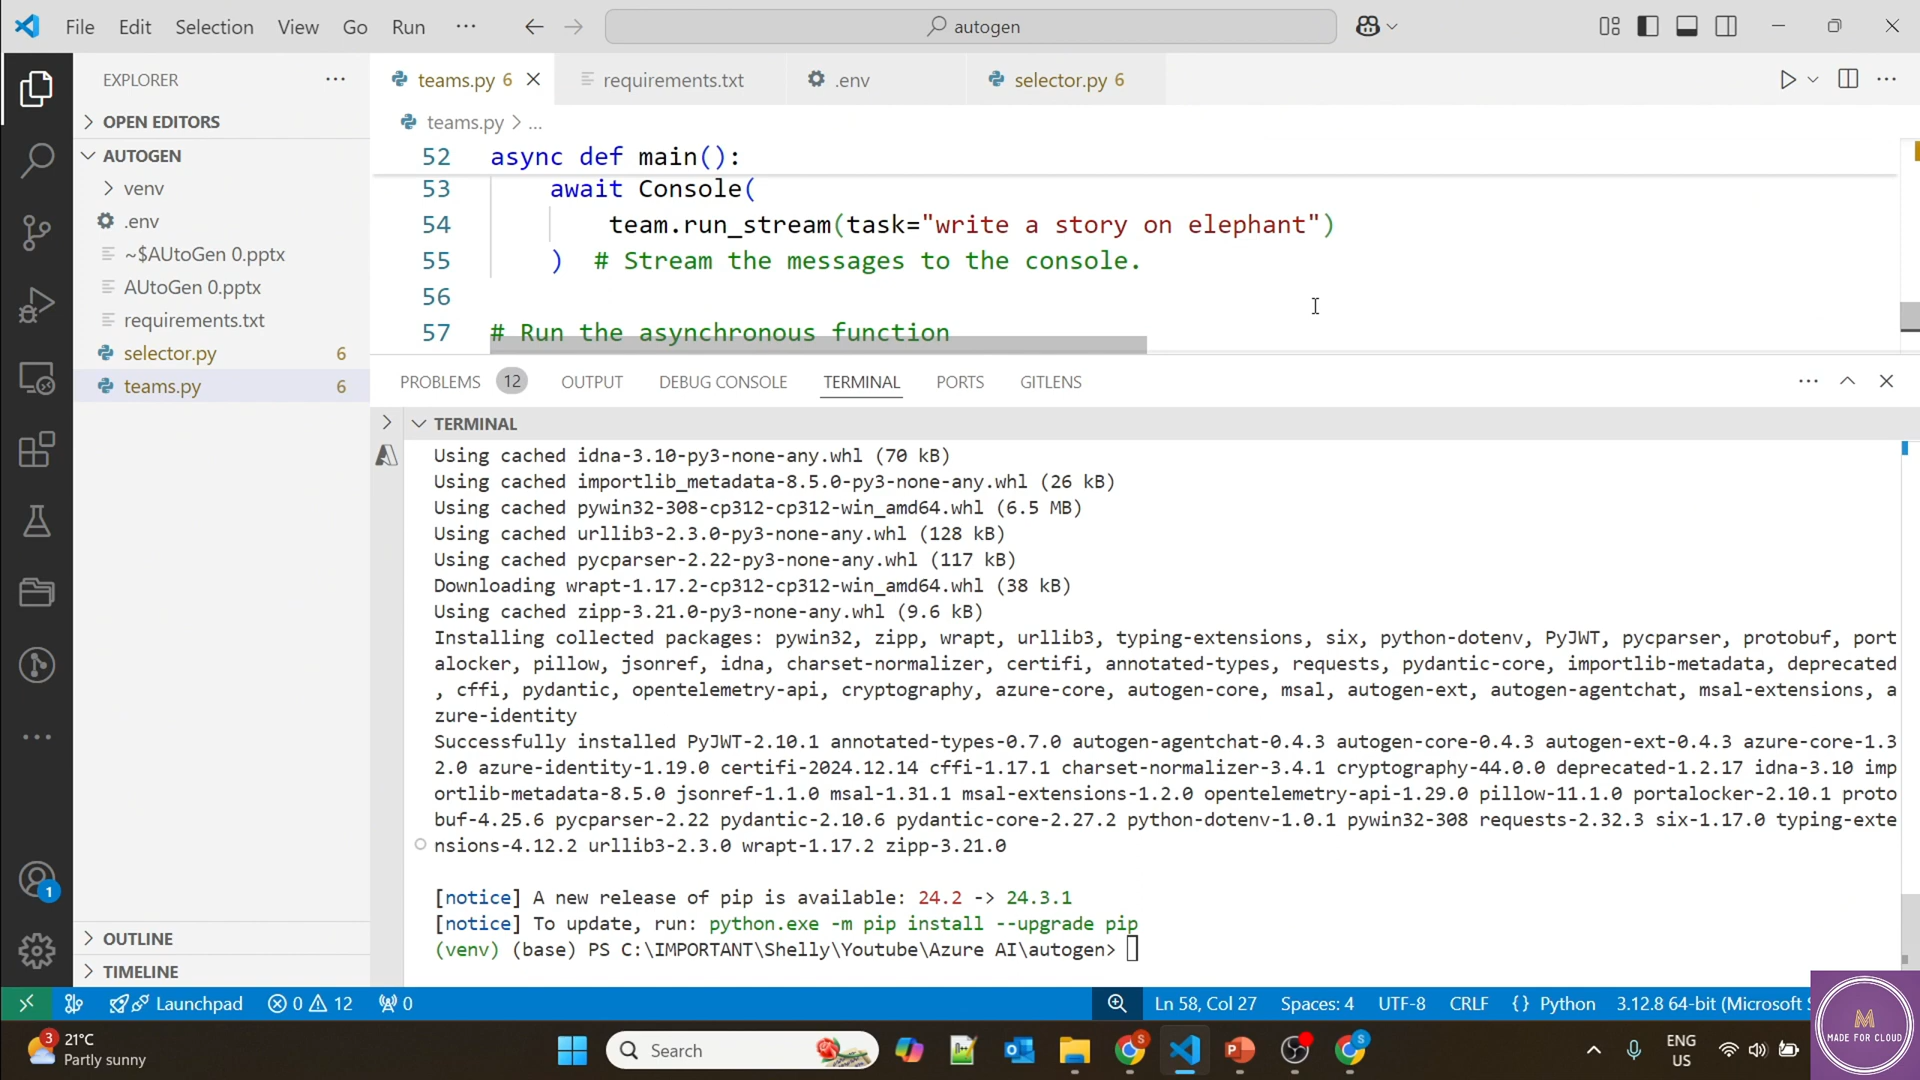 File Edit Selection View Go Run ··· autogen
EXPLORER ···
teams.py 6
requirements.txt
.env
selector.py 6
OPEN EDITORS
teams.py > ...
AUTOGEN
venv
.env
~$AUtoGen 0.pptx
AUtoGen 0.pptx
requirements.txt
selector.py 6
teams.py 6
52 async def main():
53 await Console(
54 team.run_stream(task="write a story on elephant")
55 ) # Stream the messages to the console.
56
57 # Run the asynchronous function
PROBLEMS 12 OUTPUT DEBUG CONSOLE TERMINAL PORTS GITLENS ···
TERMINAL
Using cached idna-3.10-py3-none-any.whl (70 kB)
Using cached importlib_metadata-8.5.0-py3-none-any.whl (26 kB)
Using cached pywin32-308-cp312-cp312-win_amd64.whl (6.5 MB)
Using cached urllib3-2.3.0-py3-none-any.whl (128 kB)
Using cached pycparser-2.22-py3-none-any.whl (117 kB)
Downloading wrapt-1.17.2-cp312-cp312-win_amd64.whl (38 kB)
Using cached zipp-3.21.0-py3-none-any.whl (9.6 kB)
Installing collected packages: pywin32, zipp, wrapt, urllib3, typing-extensions, six, python-dotenv, PyJWT, pycparser, protobuf, port
alocker, pillow, jsonref, idna, charset-normalizer, certifi, annotated-types, requests, pydantic-core, importlib-metadata, deprecated
, cffi, pydantic, opentelemetry-api, cryptography, azure-core, autogen-core, msal, autogen-ext, autogen-agentchat, msal-extensions, a
zure-identity
Successfully installed PyJWT-2.10.1 annotated-types-0.7.0 autogen-agentchat-0.4.3 autogen-core-0.4.3 autogen-ext-0.4.3 azure-core-1.3
2.0 azure-identity-1.19.0 certifi-2024.12.14 cffi-1.17.1 charset-normalizer-3.4.1 cryptography-44.0.0 deprecated-1.2.17 idna-3.10 imp
ortlib-metadata-8.5.0 jsonref-1.1.0 msal-1.31.1 msal-extensions-1.2.0 opentelemetry-api-1.29.0 pillow-11.1.0 portalocker-2.10.1 proto
buf-4.25.6 pycparser-2.22 pydantic-2.10.6 pydantic-core-2.27.2 python-dotenv-1.0.1 pywin32-308 requests-2.32.3 six-1.17.0 typing-exte
nsions-4.12.2 urllib3-2.3.0 wrapt-1.17.2 zipp-3.21.0
[notice] A new release of pip is available: 24.2 -> 24.3.1
[notice] To update, run: python.exe -m pip install --upgrade pip
(venv) (base) PS C:\IMPORTANT\Shelly\Youtube\Azure AI\autogen>
OUTLINE
TIMELINE
1
Launchpad 0 12 0 Ln 58, Col 27 Spaces: 4 UTF-8 CRLF {} Python 3.12.8 64-bit (Microsoft
3 21°C
Partly sunny
Search
ENG
US
M
MADE FOR CLOUD